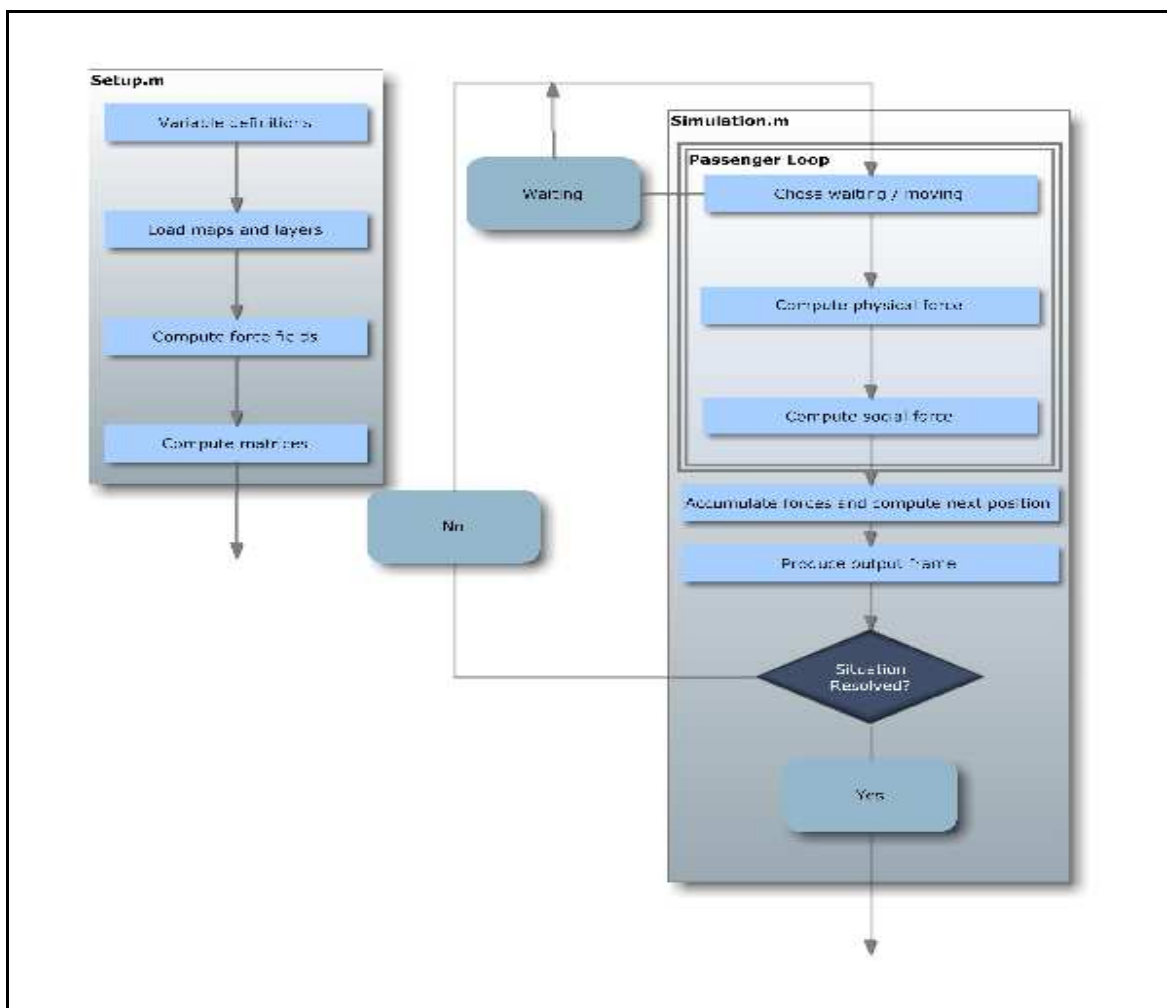 Setup.m
Variable definitions
Load maps and layers
Compute force fields
Compute matrices
Waiting
No
Simulation.m
Passenger Loop
Chose waiting / moving
Compute physical force
Compute social force
Accumulate forces and compute next position
Produce output frame
Situation
Resolved?
Yes